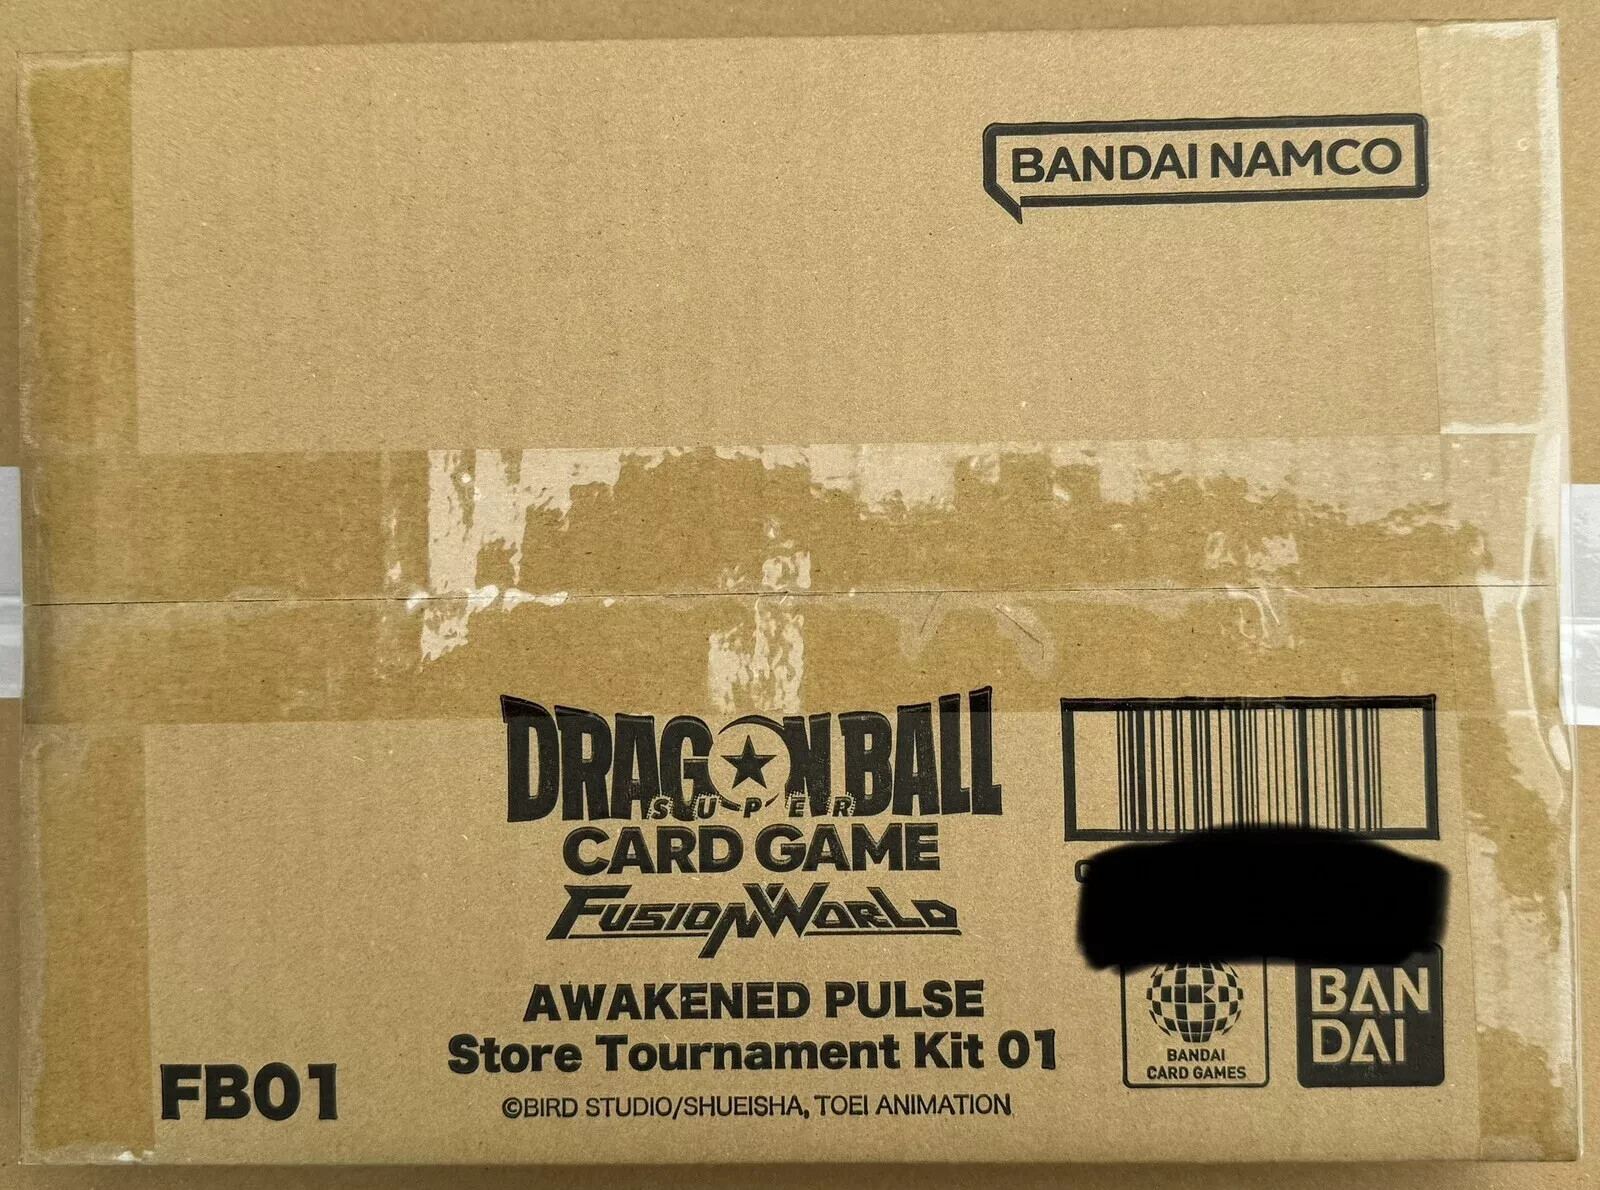 BANDAI NAMCO
DRAGON BALL
SUPER
CARD GAME
FUSION WORLD
AWAKENED PULSE
Store Tournament Kit 01
©BIRD STUDIO/SHUEISHA, TOEI ANIMATION
FB01
BANDAI
CARD GAMES
BAN
DAI